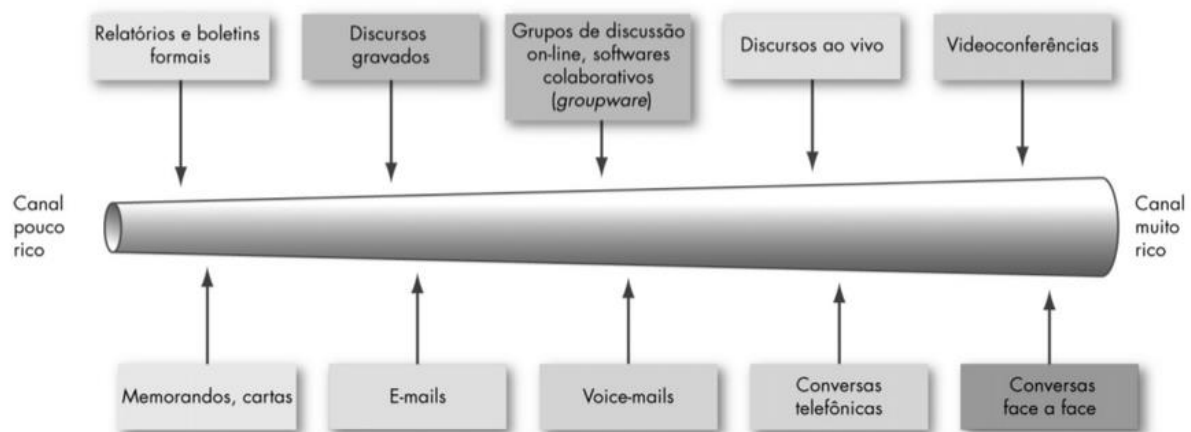 Relatórios e boletins
formais
Discursos
gravados
Grupos de discussão
on-line, softwares
colaborativos
(groupware)
Discursos ao vivo
Videoconferências
Canal
pouco
rico
Canal
muito
rico
Memorandos, cartas
E-mails
Voice-mails
Conversas
telefônicas
Conversas
face a face